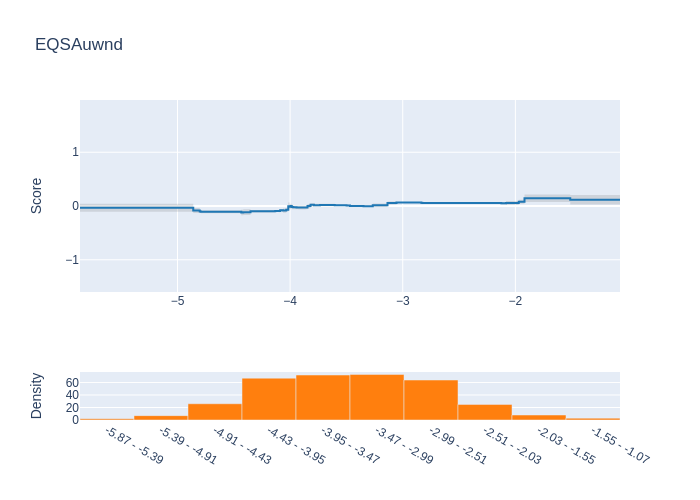 EQSAuwnd
Score
1
0
−1
−5
−4
−3
−2
Density
60
40
20
0
-5.87 - -5.39
-5.39 - -4.91
-4.91 - -4.43
-4.43 - -3.95
-3.95 - -3.47
-3.47 - -2.99
-2.99 - -2.51
-2.51 - -2.03
-2.03 - -1.55
-1.55 - -1.07